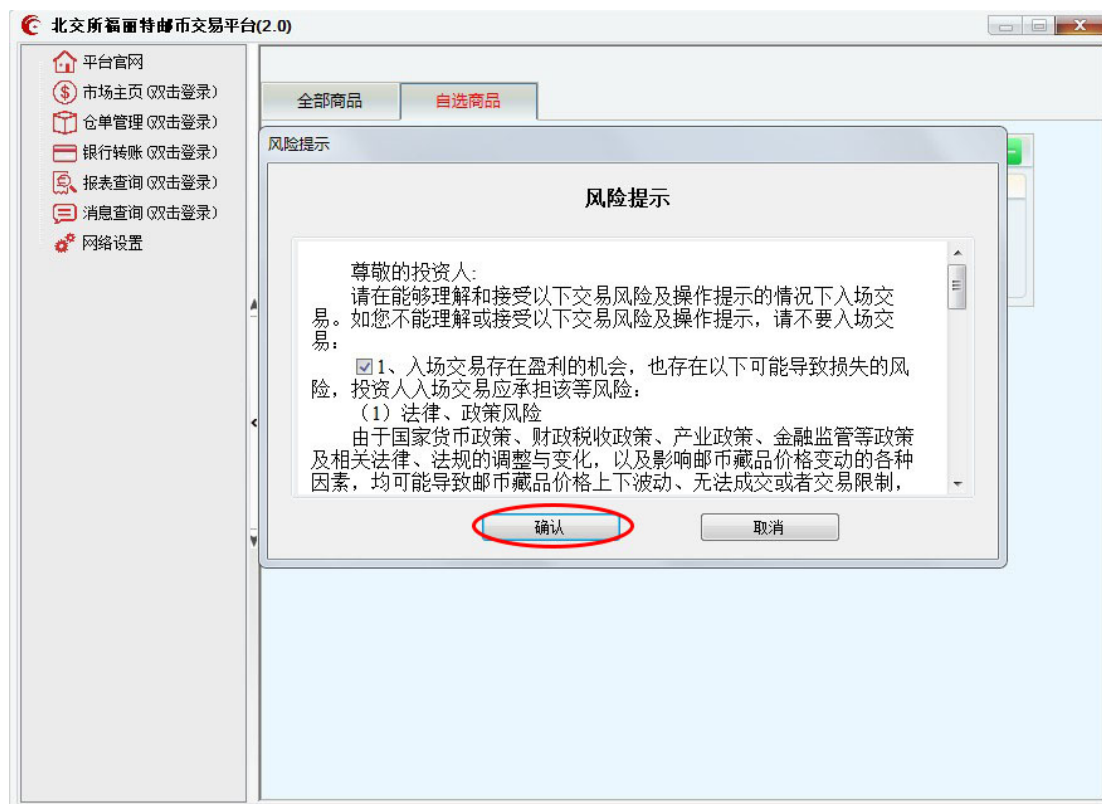 北交所福丽特邮币交易平台(2.0)
平台官网
市场主页(双击登录)
仓单管理(双击登录)
银行转账(双击登录)
报表查询(双击登录)
消息查询(双击登录)
网络设置
全部商品
自选商品
风险提示
风险提示
尊敬的投资人:
请在能够理解和接受以下交易风险及操作提示的情况下入场交
易。如您不能理解或接受以下交易风险及操作提示，请不要入场交
易：
1、入场交易存在盈利的机会，也存在以下可能导致损失的风
险，投资人入场交易应承担该等风险：
（1）法律、政策风险
由于国家货币政策、财政税收政策、产业政策、金融监管等政策
及相关法律、法规的调整与变化，以及影响邮币藏品价格变动的各种
因素，均可能导致邮币藏品价格上下波动、无法成交或者交易限制，
确认
取消